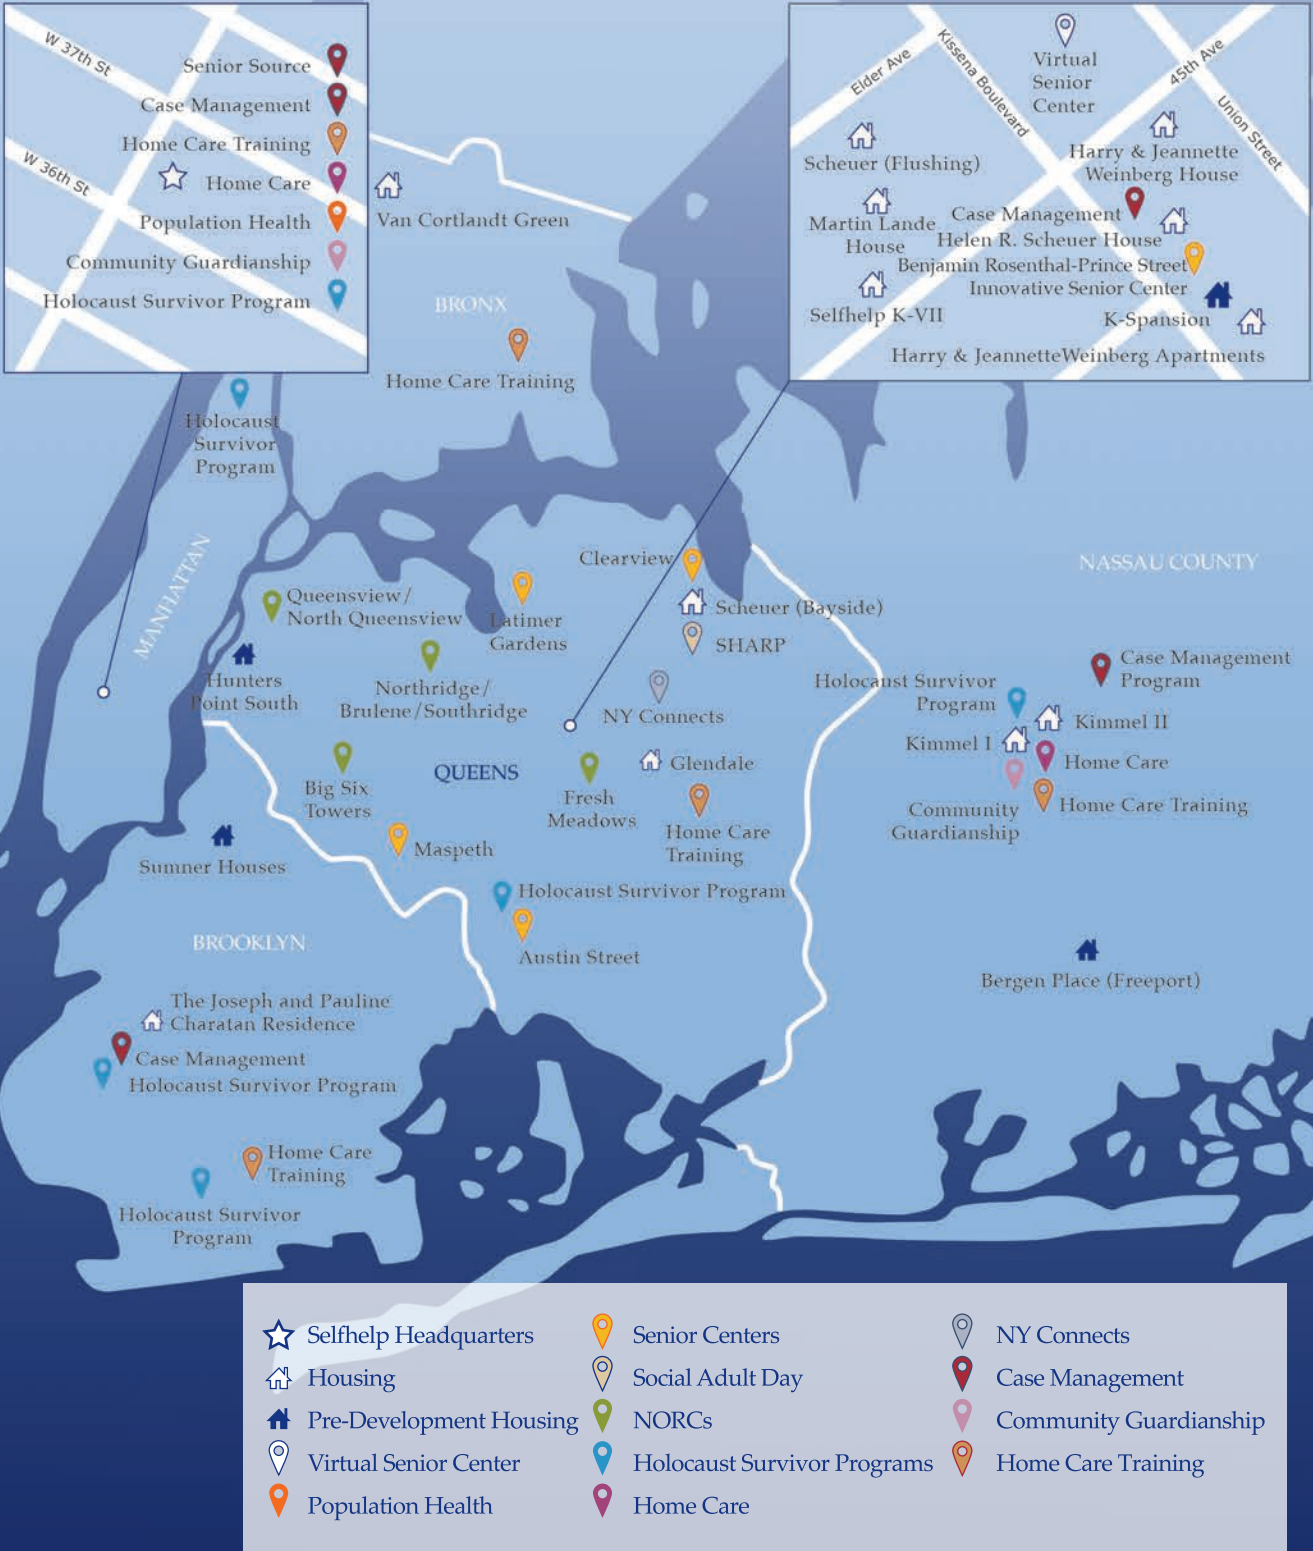 W 37th St
W 36th St
Senior Source
Case Management
Home Care Training
Home Care
Population Health
Community Guardianship
Holocaust Survivor Program
Elder Ave
Kissena Boulevard
45th Ave
Union Street
Virtual
Senior
Center
Scheuer (Flushing)
Harry & Jeannette
Weinberg House
Martin Lande
House
Case Management
Helen R. Scheuer House
Benjamin Rosenthal-Prince Street
Innovative Senior Center
Selfhelp K-VII
K-Spansion
Harry & JeannetteWeinberg Apartments
Van Cortlandt Green
BRONX
Home Care Training
Holocaust
Survivor
Program
MANHATTAN
Clearview
NASSAU COUNTY
Queensview/
North Queensview
Latimer
Gardens
Scheuer (Bayside)
SHARP
Hunters
Point South
Northridge/
Brulene/Southridge
NY Connects
Holocaust Survivor
Program
Case Management
Program
Kimmel II
Kimmel I
Home Care
Home Care Training
Community
Guardianship
Big Six
Towers
QUEENS
Fresh
Meadows
Glendale
Home Care
Training
Maspeth
Sumner Houses
Holocaust Survivor Program
Austin Street
BROOKLYN
Bergen Place (Freeport)
The Joseph and Pauline
Charatan Residence
Case Management
Holocaust Survivor Program
Home Care
Training
Holocaust Survivor
Program
Selfhelp Headquarters
Housing
Pre-Development Housing
Virtual Senior Center
Population Health
Senior Centers
Social Adult Day
NORCs
Holocaust Survivor Programs
Home Care
NY Connects
Case Management
Community Guardianship
Home Care Training